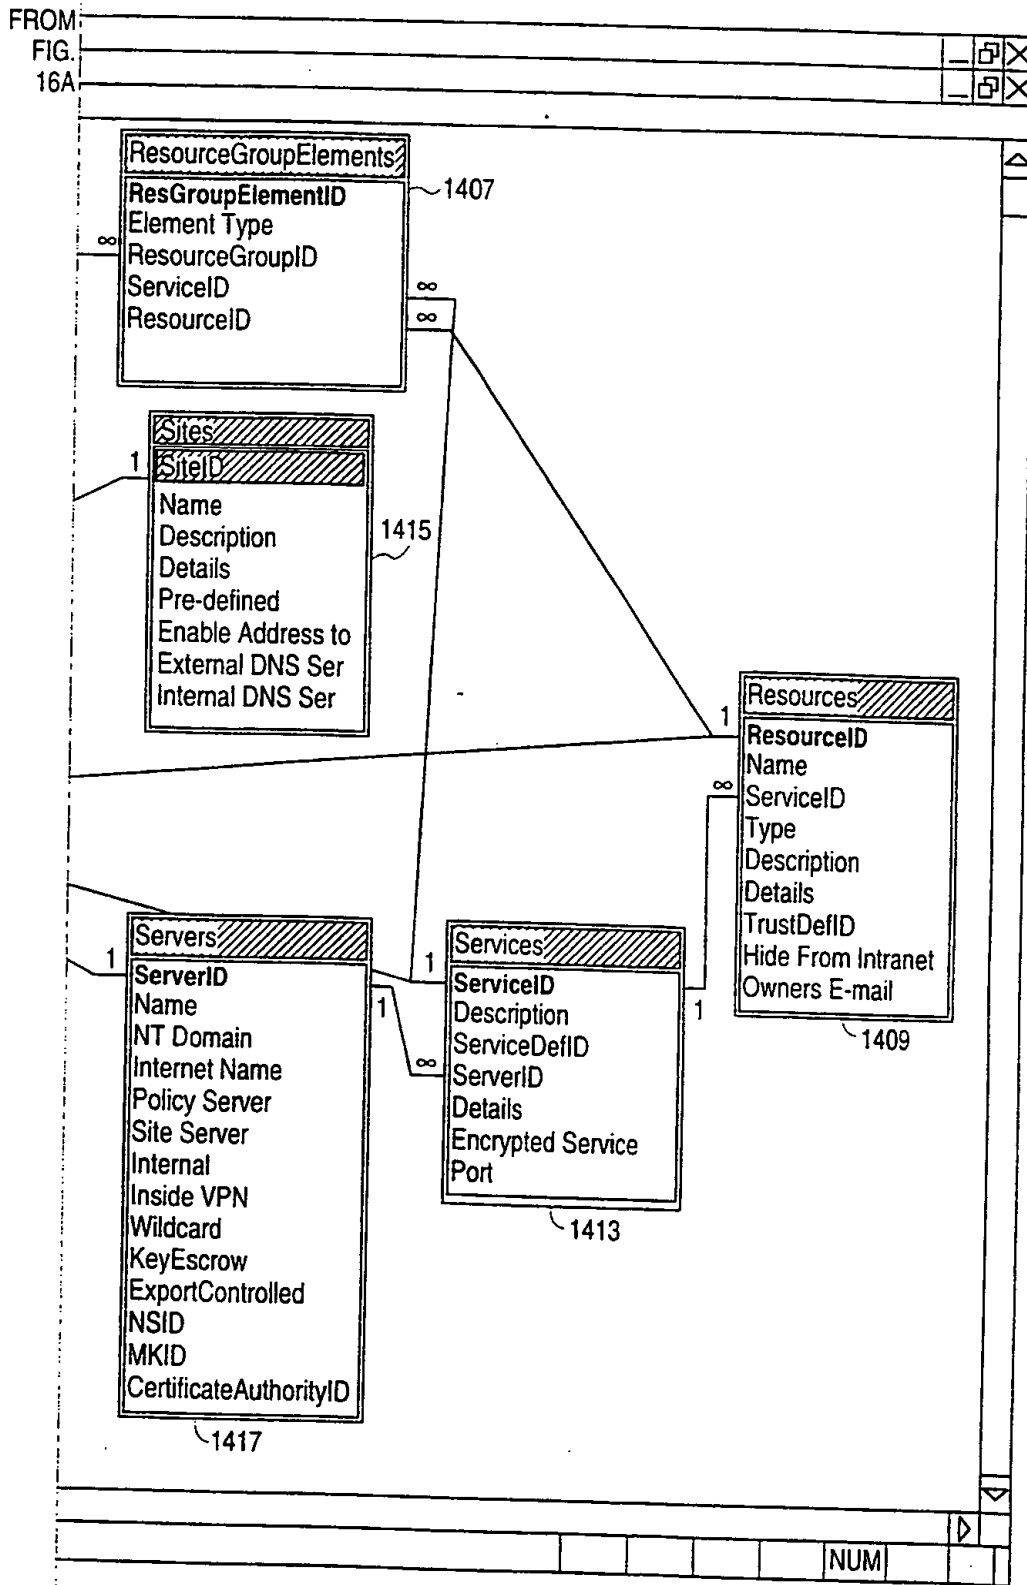 FROM
FIG.
16A
ResourceGroupElements
ResGroupElementID
Element Type
ResourceGroupID
ServiceID
ResourceID
1407
∞
∞
∞
Sites
SiteID
Name
Description
Details
Pre-defined
Enable Address to
External DNS Ser
Internal DNS Ser
1
1415
Resources
ResourceID
Name
ServiceID
Type
Description
Details
TrustDefID
Hide From Intranet
Owners E-mail
1
∞
1409
Servers
ServerID
Name
NT Domain
Internet Name
Policy Server
Site Server
Internal
Inside VPN
Wildcard
KeyEscrow
ExportControlled
NSID
MKID
CertificateAuthorityID
1
1
1417
Services
ServiceID
Description
ServiceDefID
ServerID
Details
Encrypted Service
Port
1
∞
1
1413
NUM